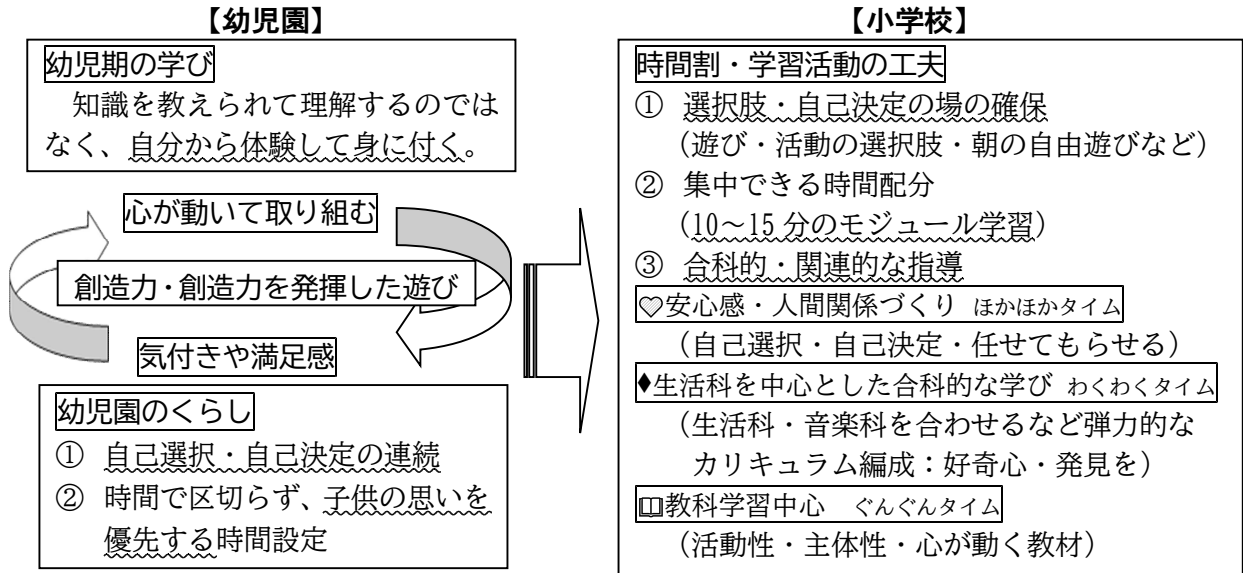 【幼児園】
幼児期の学び
知識を教えられて理解するのでは
なく、自分から体験して身に付く。
心が動いて取り組む
創造力・創造力を発揮した遊び
気付きや満足感
幼児園のくらし
① 自己選択・自己決定の連続
② 時間で区切らず、子供の思いを
優先する時間設定
【小学校】
時間割・学習活動の工夫
① 選択肢・自己決定の場の確保
（遊び・活動の選択肢・朝の自由遊びなど）
② 集中できる時間配分
（10～15分のモジュール学習）
③ 合科的・関連的な指導
♡安心感・人間関係づくり ほかほかタイム
（自己選択・自己決定・任せてもらせる）
♦生活科を中心とした合科的な学び わくわくタイム
（生活科・音楽科を合わせるなど弾力的な
カリキュラム編成：好奇心・発見を）
🕮教科学習中心 ぐんぐんタイム
（活動性・主体性・心が動く教材）